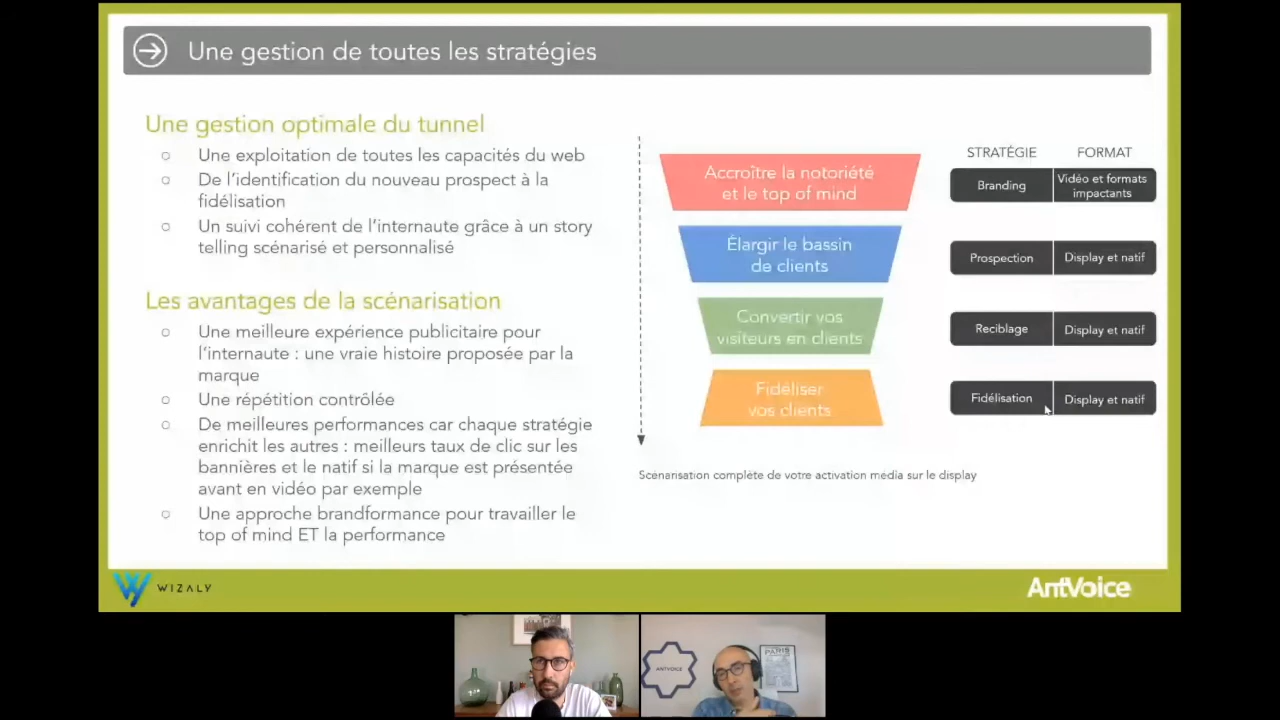 Une gestion de toutes les stratégies
Une gestion optimale du tunnel
Une exploitation de toutes les capacités du web
De l'identification du nouveau prospect à la
fidélisation
Un suivi cohérent de l'internaute grâce à un story
telling scénarisé et personnalisé
Les avantages de la scénarisation
Une meilleure expérience publicitaire pour
l'internaute : une vraie histoire proposée par la
marque
Une répétition contrôlée
De meilleures performances car chaque stratégie
enrichit les autres : meilleurs taux de clic sur les
bannières et le natif si la marque est présentée
avant en vidéo par exemple
Une approche brandformance pour travailler le
top of mind ET la performance
Accroître la notoriété
et le top of mind
Élargir le bassin
de clients
Convertir vos
visiteurs en clients
Fidéliser
vos clients
STRATÉGIE FORMAT
Branding
Vidéo et formats
impactants
Prospection Display et natif
Reciblage Display et natif
Fidélisation Display et natif
Scénarisation complète de votre activation média sur le display
WIZALY
AntVoice
ANTVOICE
PATHS